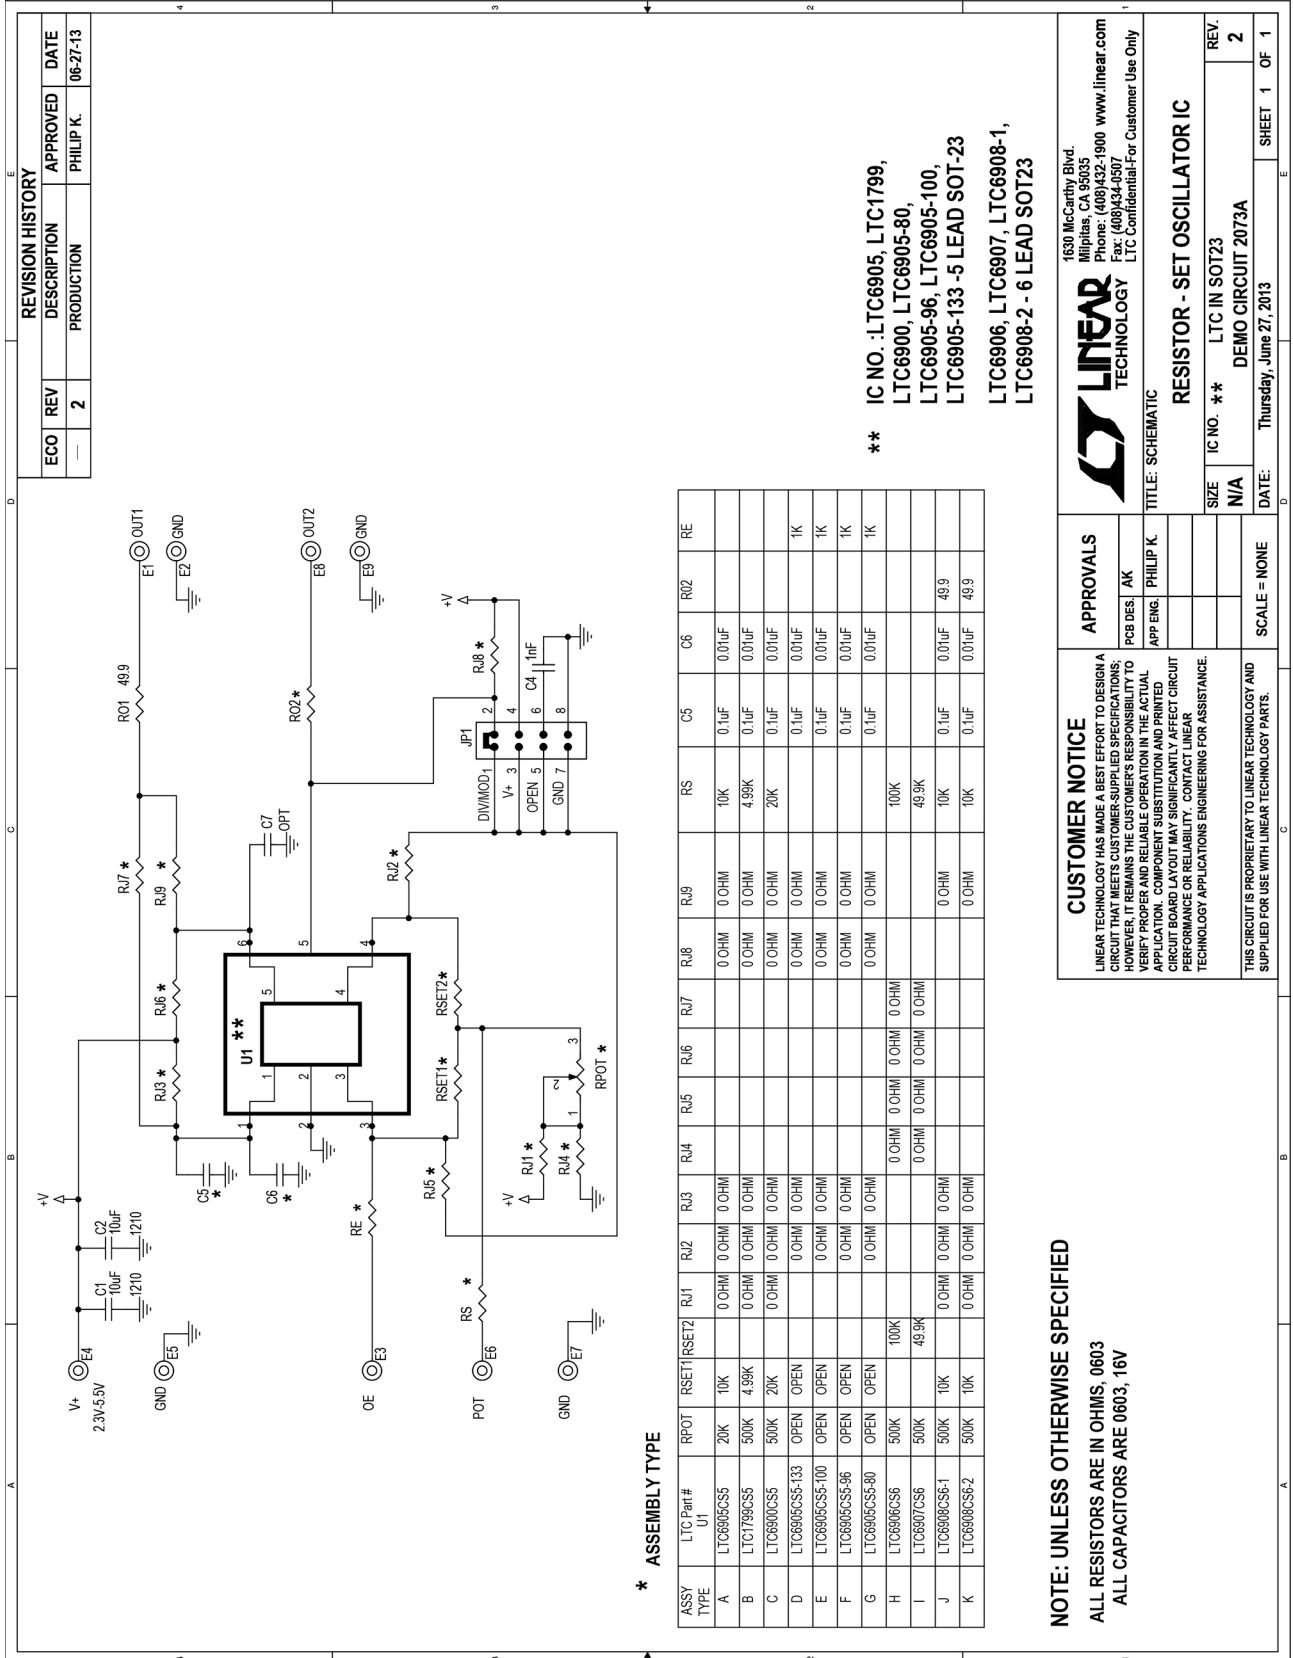 REVISION HISTORY
ECO REV DESCRIPTION APPROVED DATE
— 2 PRODUCTION PHILIP K. 06-27-13
V+
2.3V-5.5V
E4
C1
10uF
1210
C2
10uF
1210
+V
GND
E5
RJ3 *
RJ6 *
RJ7 *
RJ9 *
RO1 49.9
OUT1
E1
GND
E2
C5
*
C6
*
U1 **
1
2
3
4
5
1
2
3
4
5
6
C7
OPT
RO2 *
OUT2
E8
GND
E9
OE
E3
RE *
RJ5 *
RSET1 *
RSET2 *
RJ2 *
JP1
DIV/MOD 1
V+ 3
OPEN 5
GND 7
2
4
6
8
RJ8 *
+V
C4 1nF
POT
E6
RS *
GND
E7
+V
RJ1 *
RJ4 *
RPOT *
1
2
3
* ASSEMBLY TYPE
ASSY TYPE LTC Part # U1 RPOT RSET1 RSET2 RJ1 RJ2 RJ3 RJ4 RJ5 RJ6 RJ7 RJ8 RJ9 RS C5 C6 R02 RE
A LTC6905CS5 20K 10K 0 OHM 0 OHM 0 OHM 0 OHM 0 OHM 10K 0.1uF 0.01uF
B LTC1799CS5 500K 4.99K 0 OHM 0 OHM 0 OHM 0 OHM 0 OHM 4.99K 0.1uF 0.01uF
C LTC6900CS5 500K 20K 0 OHM 0 OHM 0 OHM 0 OHM 0 OHM 20K 0.1uF 0.01uF
D LTC6905CS5-133 OPEN OPEN 0 OHM 0 OHM 0 OHM 0 OHM 0.1uF 0.01uF 1K
E LTC6905CS5-100 OPEN OPEN 0 OHM 0 OHM 0 OHM 0 OHM 0.1uF 0.01uF 1K
F LTC6905CS5-96 OPEN OPEN 0 OHM 0 OHM 0 OHM 0 OHM 0.1uF 0.01uF 1K
G LTC6905CS5-80 OPEN OPEN 0 OHM 0 OHM 0 OHM 0 OHM 0.1uF 0.01uF 1K
H LTC6906CS6 500K 100K 0 OHM 0 OHM 0 OHM 0 OHM 100K
I LTC6907CS6 500K 49.9K 0 OHM 0 OHM 0 OHM 0 OHM 49.9K
J LTC6908CS6-1 500K 10K 0 OHM 0 OHM 0 OHM 0 OHM 10K 0.1uF 0.01uF 49.9
K LTC6908CS6-2 500K 10K 0 OHM 0 OHM 0 OHM 0 OHM 10K 0.1uF 0.01uF 49.9
** IC NO. :LTC6905, LTC1799,
LTC6900, LTC6905-80,
LTC6905-96, LTC6905-100,
LTC6905-133 -5 LEAD SOT-23
LTC6906, LTC6907, LTC6908-1,
LTC6908-2 - 6 LEAD SOT23
NOTE: UNLESS OTHERWISE SPECIFIED
ALL RESISTORS ARE IN OHMS, 0603
ALL CAPACITORS ARE 0603, 16V
CUSTOMER NOTICE
LINEAR TECHNOLOGY HAS MADE A BEST EFFORT TO DESIGN A
CIRCUIT THAT MEETS CUSTOMER-SUPPLIED SPECIFICATIONS;
HOWEVER, IT REMAINS THE CUSTOMER'S RESPONSIBILITY TO
VERIFY PROPER AND RELIABLE OPERATION IN THE ACTUAL
APPLICATION. COMPONENT SUBSTITUTION AND PRINTED
CIRCUIT BOARD LAYOUT MAY SIGNIFICANTLY AFFECT CIRCUIT
PERFORMANCE OR RELIABILITY. CONTACT LINEAR
TECHNOLOGY APPLICATIONS ENGINEERING FOR ASSISTANCE.
THIS CIRCUIT IS PROPRIETARY TO LINEAR TECHNOLOGY AND
SUPPLIED FOR USE WITH LINEAR TECHNOLOGY PARTS.
APPROVALS
PCB DES. AK
APP ENG. PHILIP K.
SCALE = NONE
LINEAR
TECHNOLOGY
1630 McCarthy Blvd.
Milpitas, CA 95035
Phone: (408)432-1900 www.linear.com
Fax: (408)434-0507
LTC Confidential-For Customer Use Only
TITLE: SCHEMATIC
RESISTOR - SET OSCILLATOR IC
SIZE
N/A
IC NO. ** LTC IN SOT23
DEMO CIRCUIT 2073A
REV.
2
DATE: Thursday, June 27, 2013
SHEET 1 OF 1
A
B
C
D
E
A
B
C
D
E
4
3
2
1